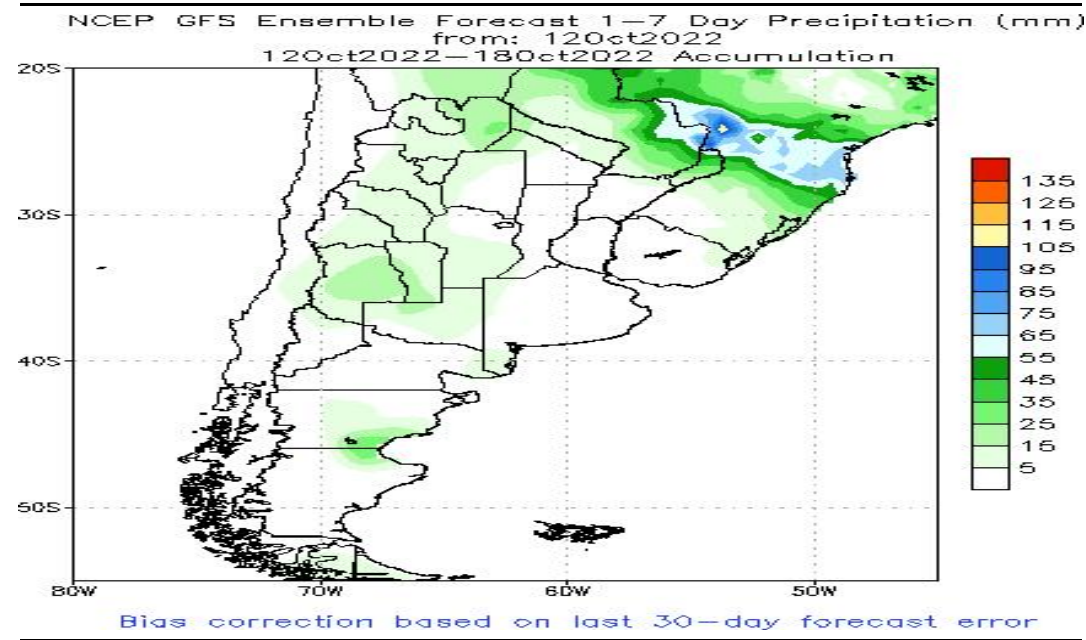 NCEP GFS Ensemble Forecast 1–7 Day Precipitation (mm)
from: 12Oct2022
12Oct2022–18Oct2022 Accumulation
20S
30S
40S
50S
80W
70W
60W
50W
135
125
115
105
95
85
75
65
55
45
35
25
15
5
Bias correction based on last 30–day forecast error